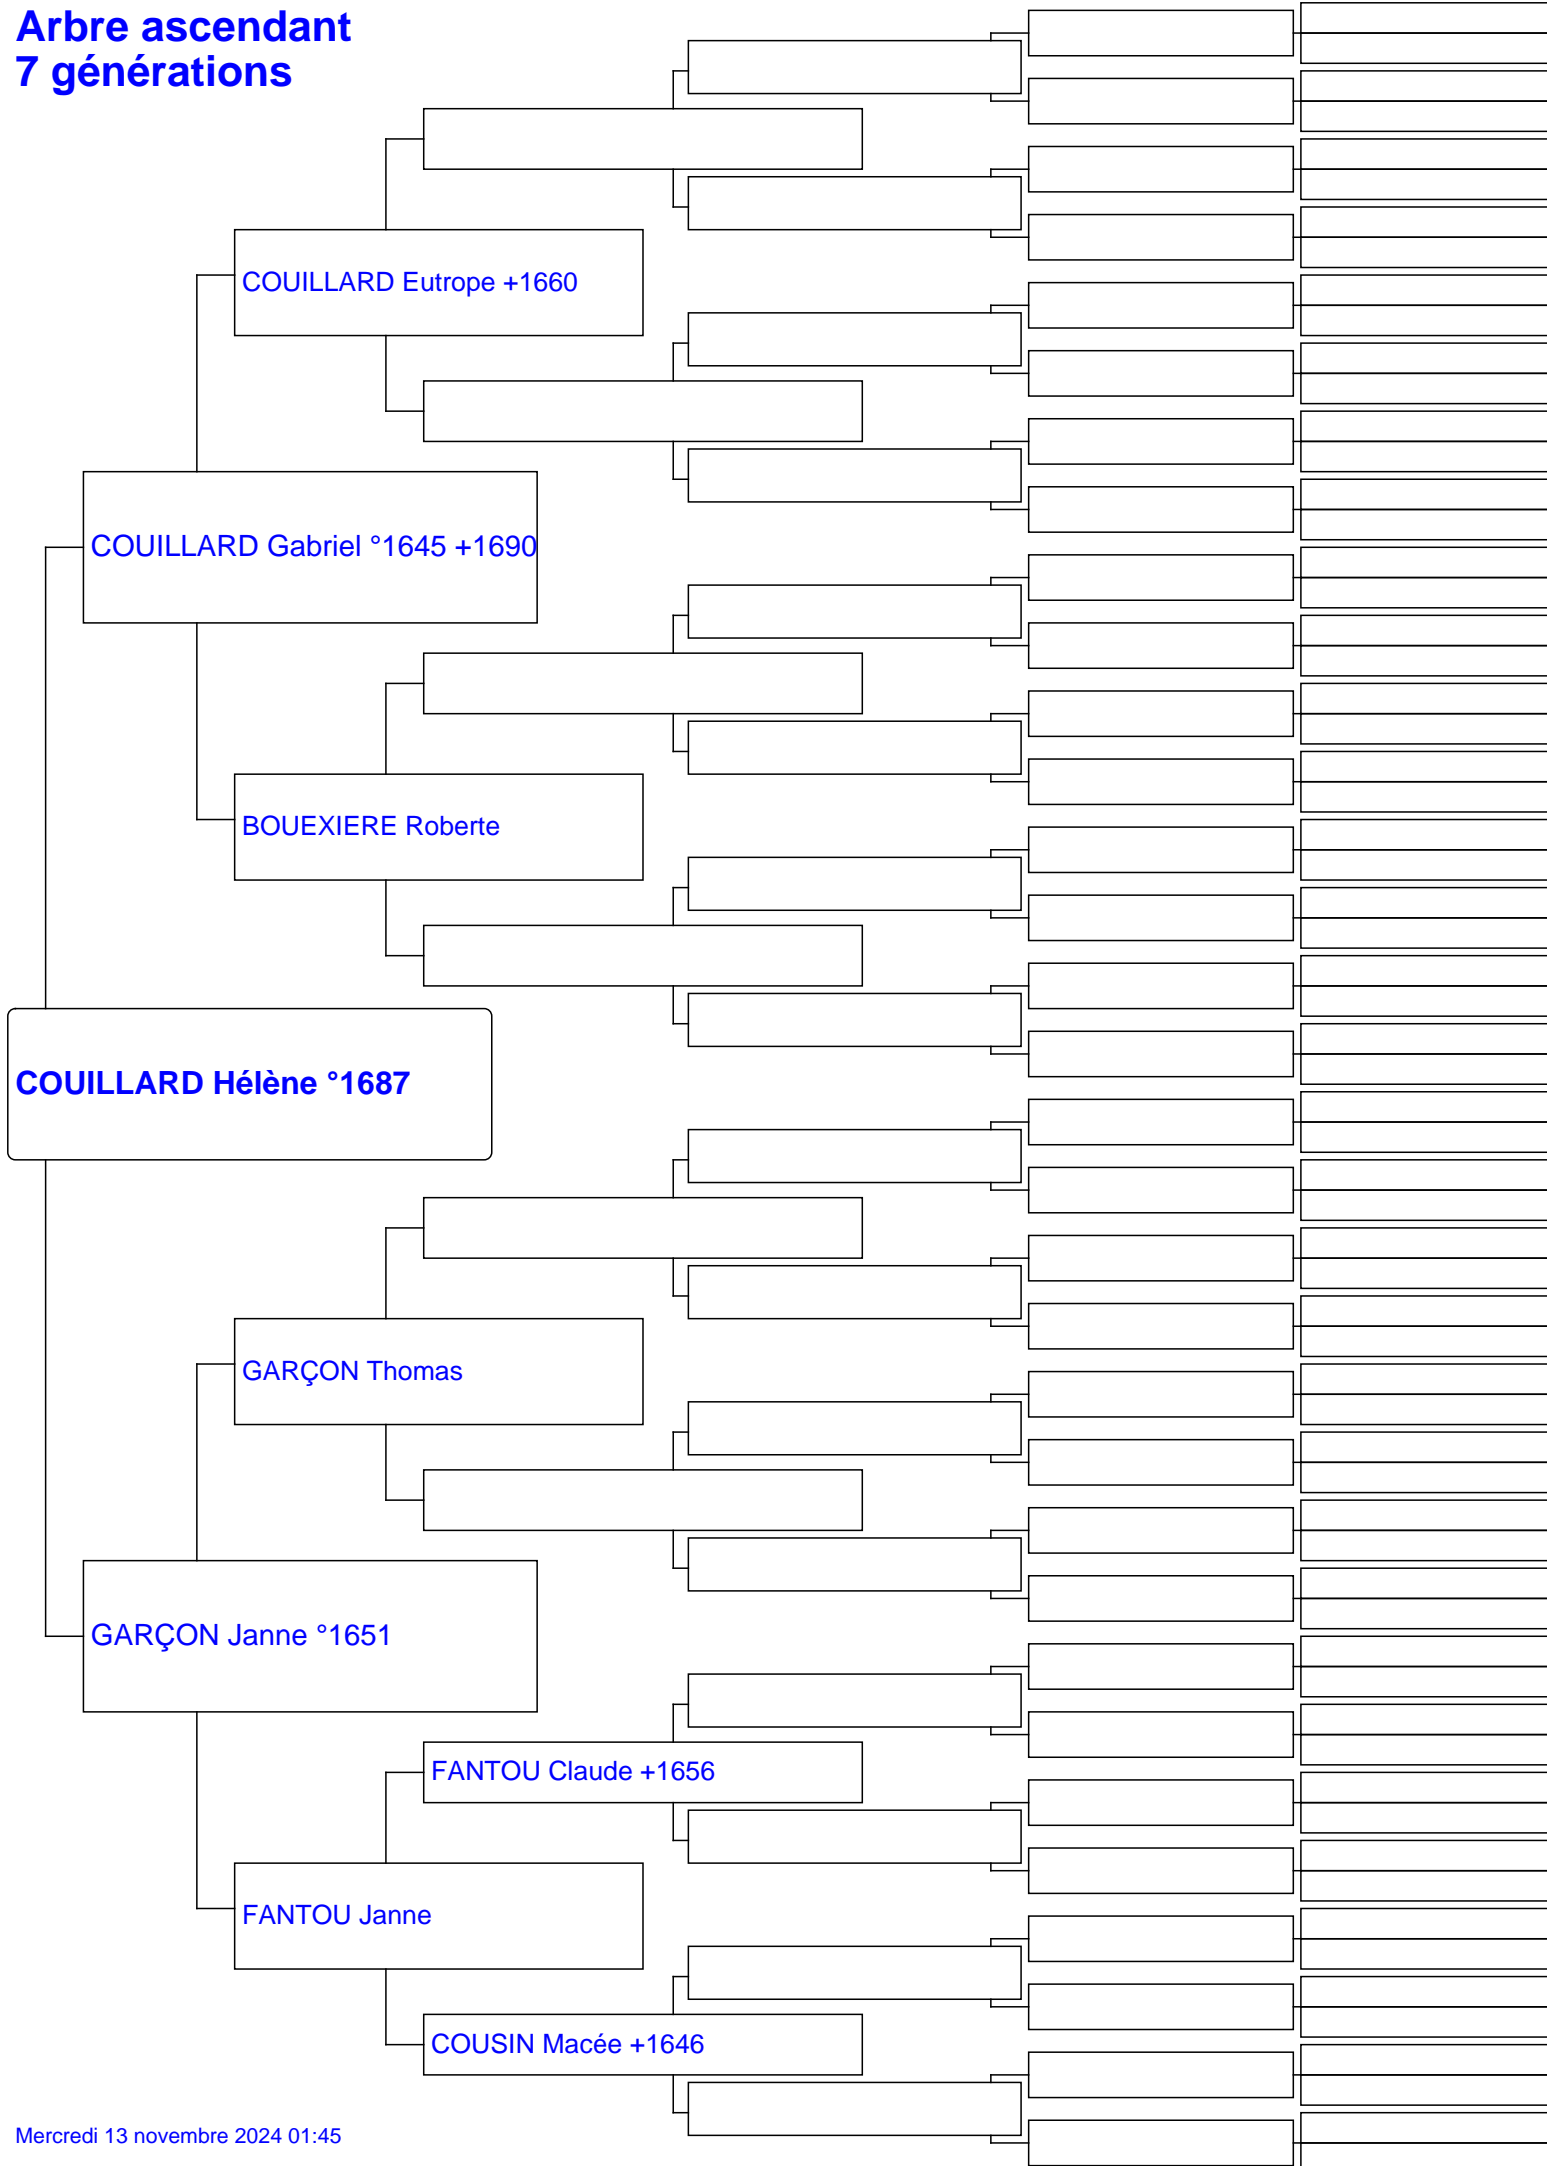 Arbre ascendant
7 générations
COUILLARD Eutrope +1660
COUILLARD Gabriel °1645 +1690
BOUEXIERE Roberte
COUILLARD Hélène °1687
GARÇON Thomas
GARÇON Janne °1651
FANTOU Claude +1656
FANTOU Janne
COUSIN Macée +1646
Mercredi 13 novembre 2024 01:45